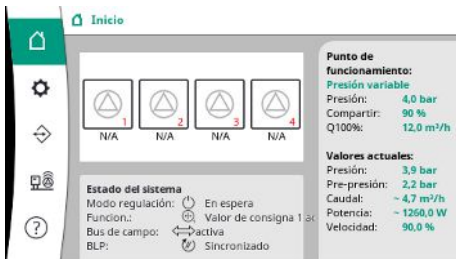 Inicio
1
2
3
4
N/A
N/A
N/A
N/A
Estado del sistema
Modo regulación: En espera
Funcion.: Valor de consigna 1 ac
Bus de campo: activa
BLP: Sincronizado
Punto de
funcionamiento:
Presión variable
Presión: 4,0 bar
Compartir: 90 %
Q100%: 12,0 m³/h
Valores actuales:
Presión: 3,9 bar
Pre-presión: 2,2 bar
Caudal: ~ 4,7 m³/h
Potencia: ~ 1260,0 W
Velocidad: 90,0 %
?